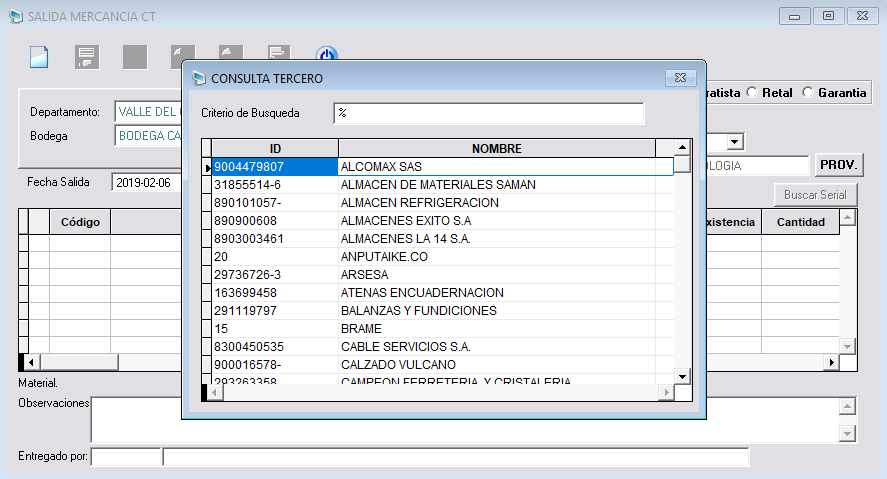 SALIDA MERCANCIA CT
CONSULTA TERCERO
Criterio de Busqueda %
ID NOMBRE
9004479807 ALCOMAX SAS
31855514-6 ALMACEN DE MATERIALES SAMAN
890101057- ALMACEN REFRIGERACION
890900608 ALMACENES EXITO S.A
8903003461 ALMACENES LA 14 S.A.
20 ANPUTAIKE.CO
29736726-3 ARSESA
163699458 ATENAS ENCUADERNACION
291119797 BALANZAS Y FUNDICIONES
15 BRAME
8300450535 CABLE SERVICIOS S.A.
900016578- CALZADO VULCANO
293263358 CAMPEON FERRETERIA Y CRISTALERIA
ratista Retal Garantia
Departamento: VALLE DEL
Bodega BODEGA CA
OLOGIA PROV.
Fecha Salida 2019-02-06
Buscar Serial
Código xistencia Cantidad
Material.
Observaciones
Entregado por: